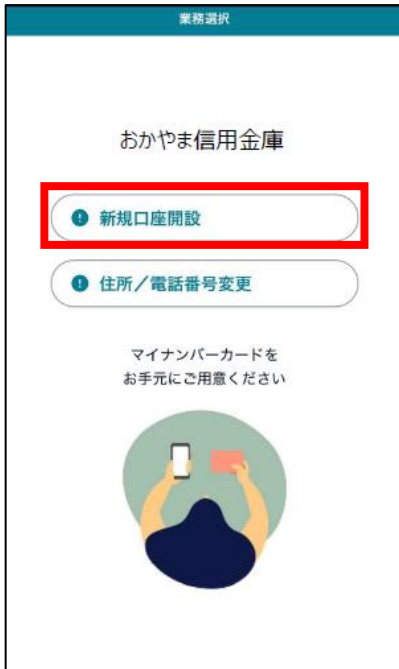 業務選択
おかやま信用金庫
新規口座開設
住所／電話番号変更
マイナンバーカードを
お手元にご用意ください